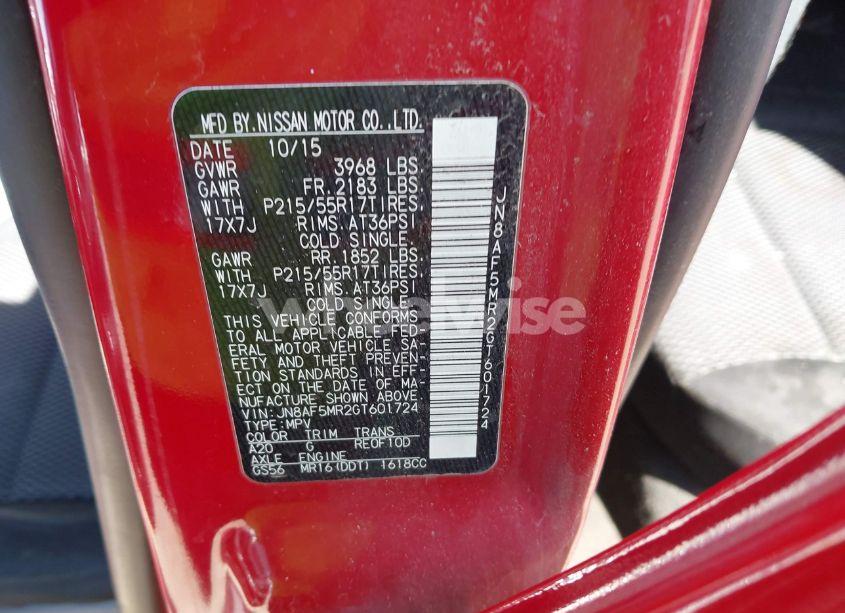 MFD BY.NISSAN MOTOR CO.,LTD.
DATE 10/15
GVWR 3968 LBS.
GAWR FR.2183 LBS.
WITH P215/55R17TIRES.
17X7J RIMS.AT36PSI
COLD SINGLE.
GAWR RR.1852 LBS.
WITH P215/55R17TIRES.
17X7J RIMS.AT36PSI
COLD SINGLE.
THIS VEHICLE CONFORMS
TO ALL APPLICABLE FED-
ERAL MOTOR VEHICLE SA-
FETY AND THEFT PREVEN-
TION STANDARDS IN EFF-
ECT ON THE DATE OF MA-
NUFACTURE SHOWN ABOVE.
VIN:JN8AF5MR2GT601724
TYPE:MPV
COLOR TRIM TRANS
A20 G RE0F10D
AXLE ENGINE
GS56 MR16(DDT) 1618CC
JN8AF5MR2GT601724